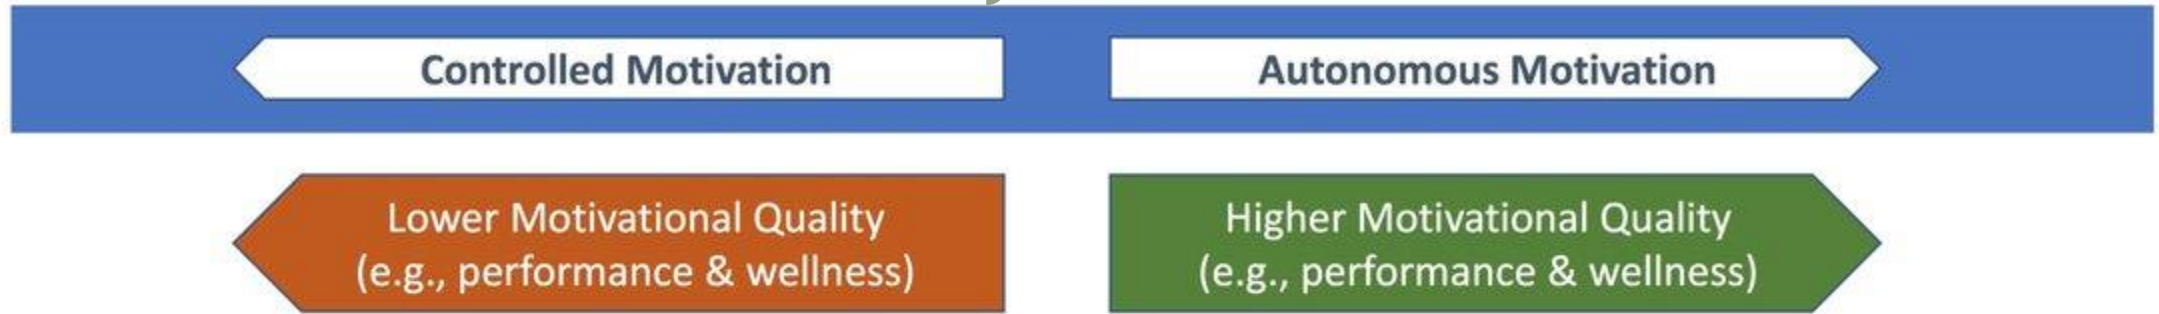 Controlled Motivation
Autonomous Motivation
Lower Motivational Quality
(e.g., performance & wellness)
Higher Motivational Quality
(e.g., performance & wellness)